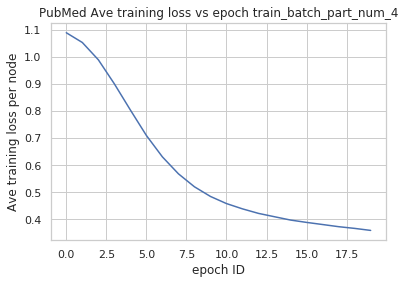 PubMed Ave training loss vs epoch train_batch_part_num_4
Ave training loss per node
1.1
1.0
0.9
0.8
0.7
0.6
0.5
0.4
0.0 2.5 5.0 7.5 10.0 12.5 15.0 17.5
epoch ID